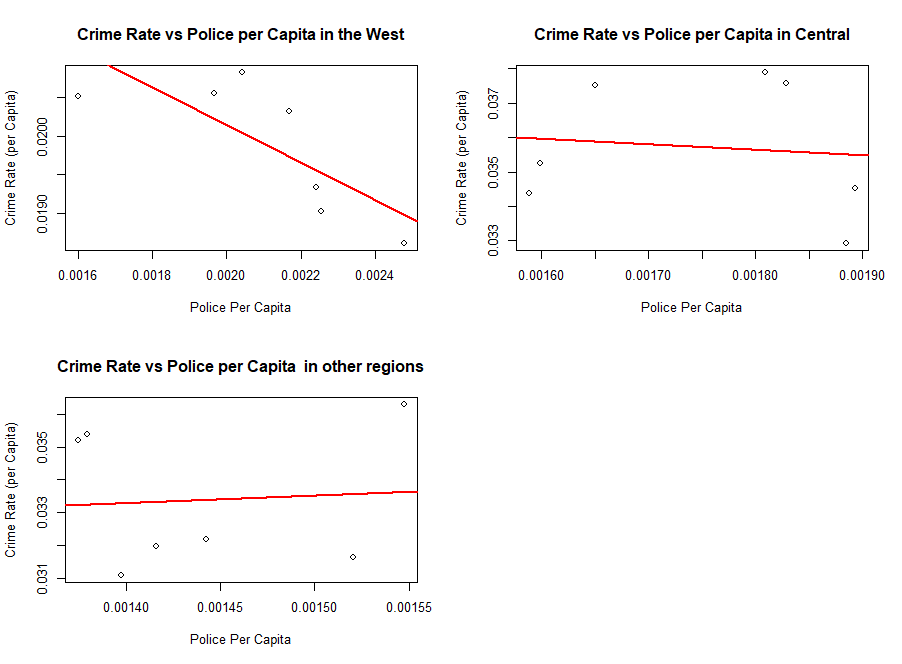 Crime Rate vs Police per Capita in the West
Crime Rate (per Capita)
0.0200
0.0190
0.0016
0.0018
0.0020
0.0022
0.0024
Police Per Capita
Crime Rate vs Police per Capita in Central
Crime Rate (per Capita)
0.037
0.035
0.033
0.00160
0.00170
0.00180
0.00190
Police Per Capita
Crime Rate vs Police per Capita  in other regions
Crime Rate (per Capita)
0.035
0.033
0.031
0.00140
0.00145
0.00150
0.00155
Police Per Capita